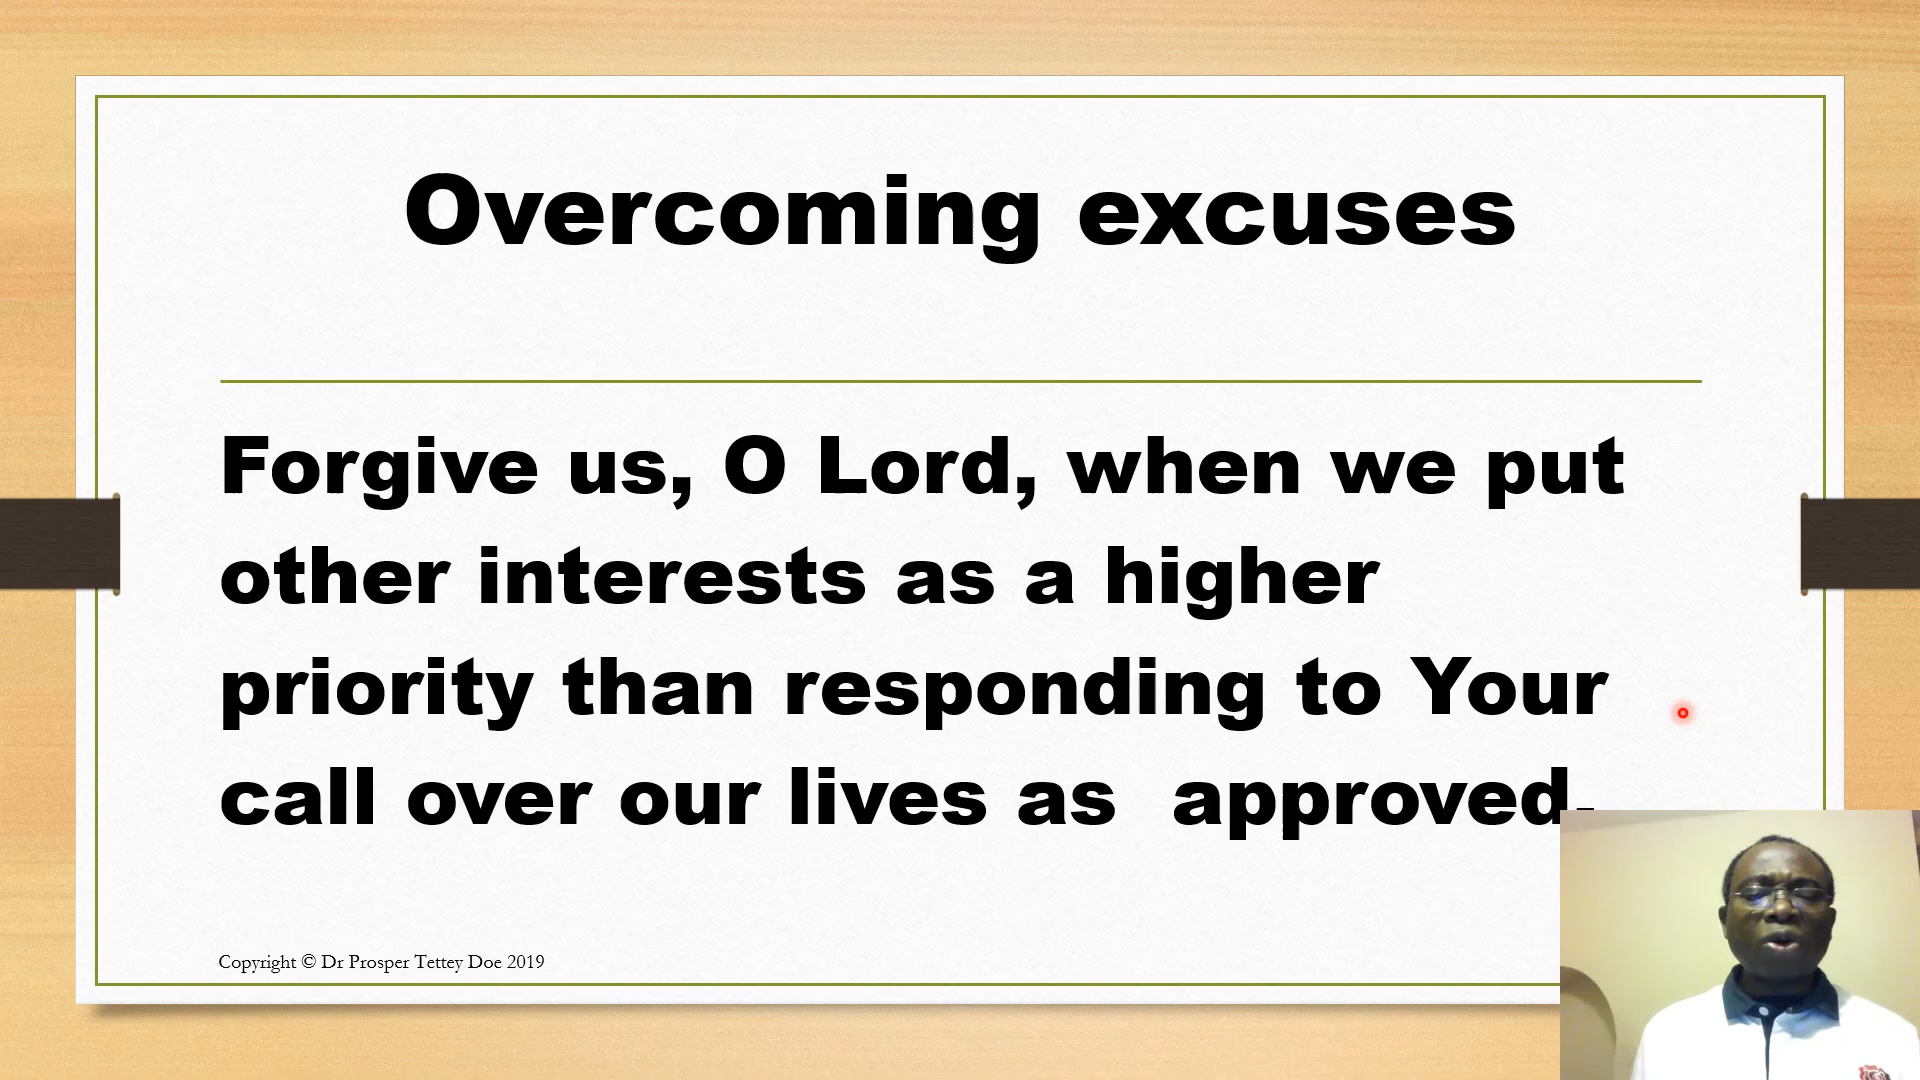 Overcoming excuses
Forgive us, O Lord, when we put
other interests as a higher
priority than responding to Your
call over our lives as  approved.
Copyright © Dr Prosper Tettey Doe 2019